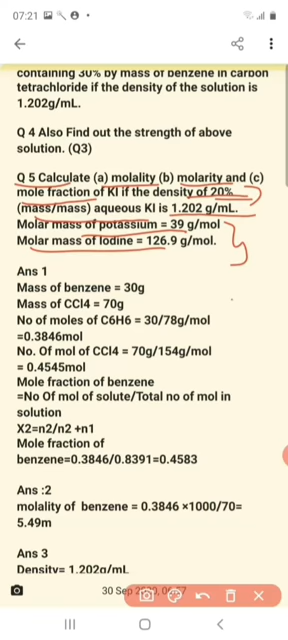 07:21
containing 30% by mass of benzene in carbon
tetrachloride if the density of the solution is
1.202g/mL.
Q 4 Also Find out the strength of above
solution. (Q3)
Q 5 Calculate (a) molality (b) molarity and (c)
mole fraction of KI if the density of 20%
(mass/mass) aqueous KI is 1.202 g/mL.
Molar mass of potassium = 39 g/mol
Molar mass of Iodine = 126.9 g/mol.
Ans 1
Mass of benzene = 30g
Mass of CCl4 = 70g
No of moles of C6H6 = 30/78g/mol
=0.3846mol
No. Of mol of CCl4 = 70g/154g/mol
= 0.4545mol
Mole fraction of benzene
=No Of mol of solute/Total no of mol in
solution
X2=n2/n2 +n1
Mole fraction of
benzene=0.3846/0.8391=0.4583
Ans :2
molality of benzene = 0.3846 ×1000/70=
5.49m
Ans 3
Density= 1.202g/mL
30 Sep